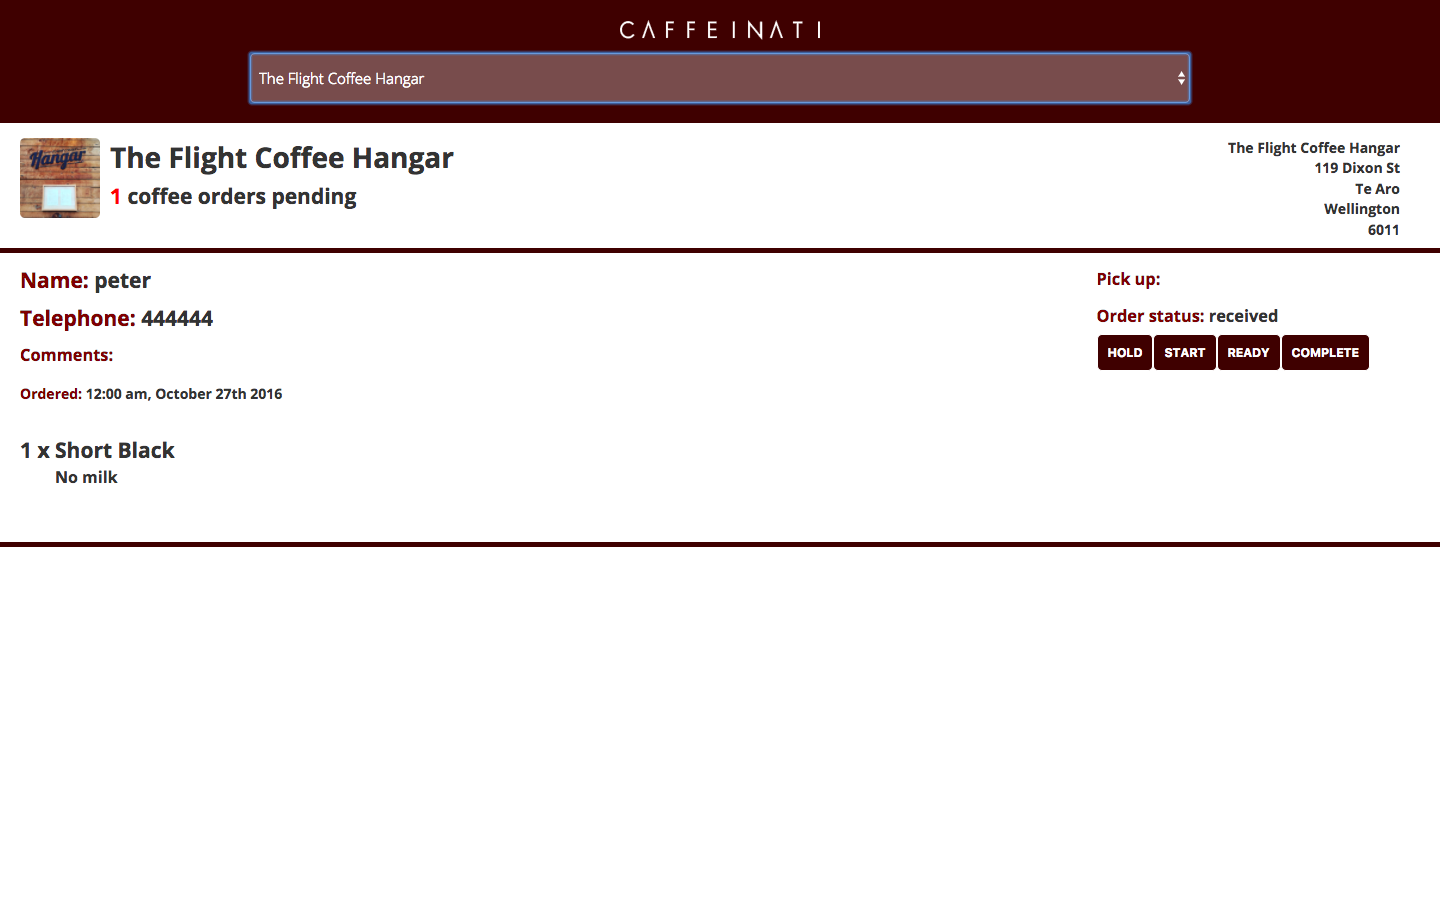 CAFFEINATI
The Flight Coffee Hangar
Hangar
The Flight Coffee Hangar
1 coffee orders pending
The Flight Coffee Hangar
119 Dixon St
Te Aro
Wellington
6011
Name: peter
Telephone: 444444
Comments:
Ordered: 12:00 am, October 27th 2016
1 x Short Black
No milk
Pick up:
Order status: received
HOLD START READY COMPLETE